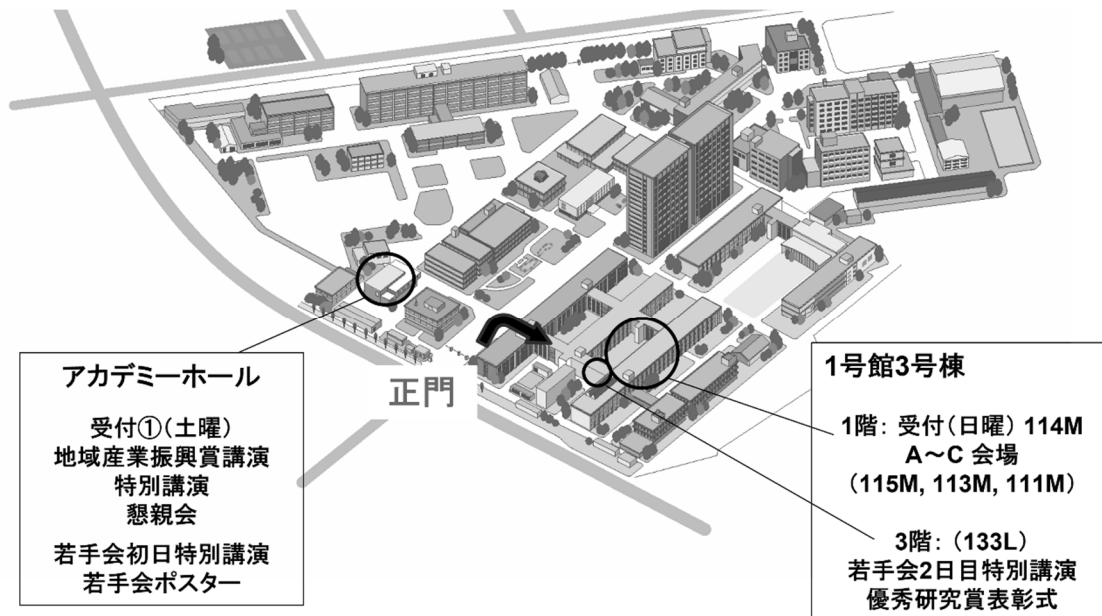 アカデミーホール
受付①(土曜)
地域産業振興賞講演
特別講演
懇親会
若手会初日特別講演
若手会ポスター
正門
1号館3号棟
1階: 受付(日曜) 114M
A～C 会場
(115M, 113M, 111M)
3階: (133L)
若手会2日目特別講演
優秀研究賞表彰式